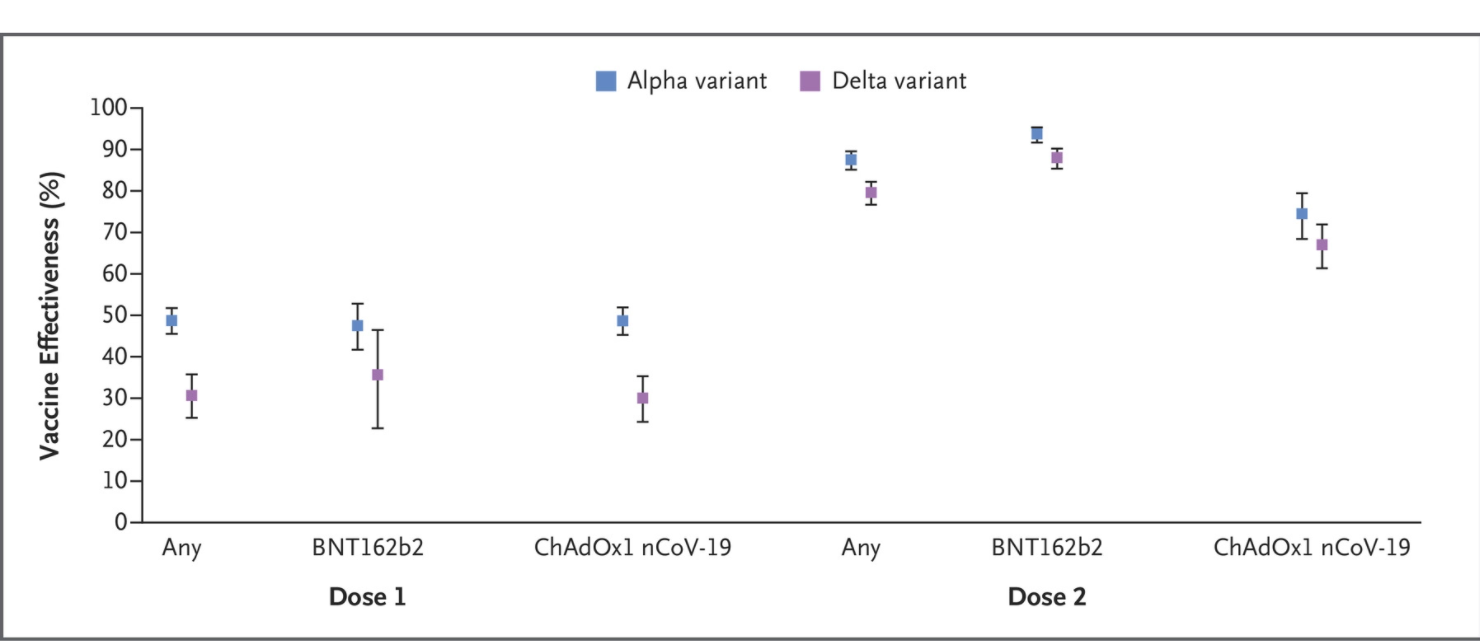 Alpha variant Delta variant
Vaccine Effectiveness (%)
100
90
80
70
60
50
40
30
20
10
0
Any BNT162b2 ChAdOx1 nCoV-19 Any BNT162b2 ChAdOx1 nCoV-19
Dose 1 Dose 2